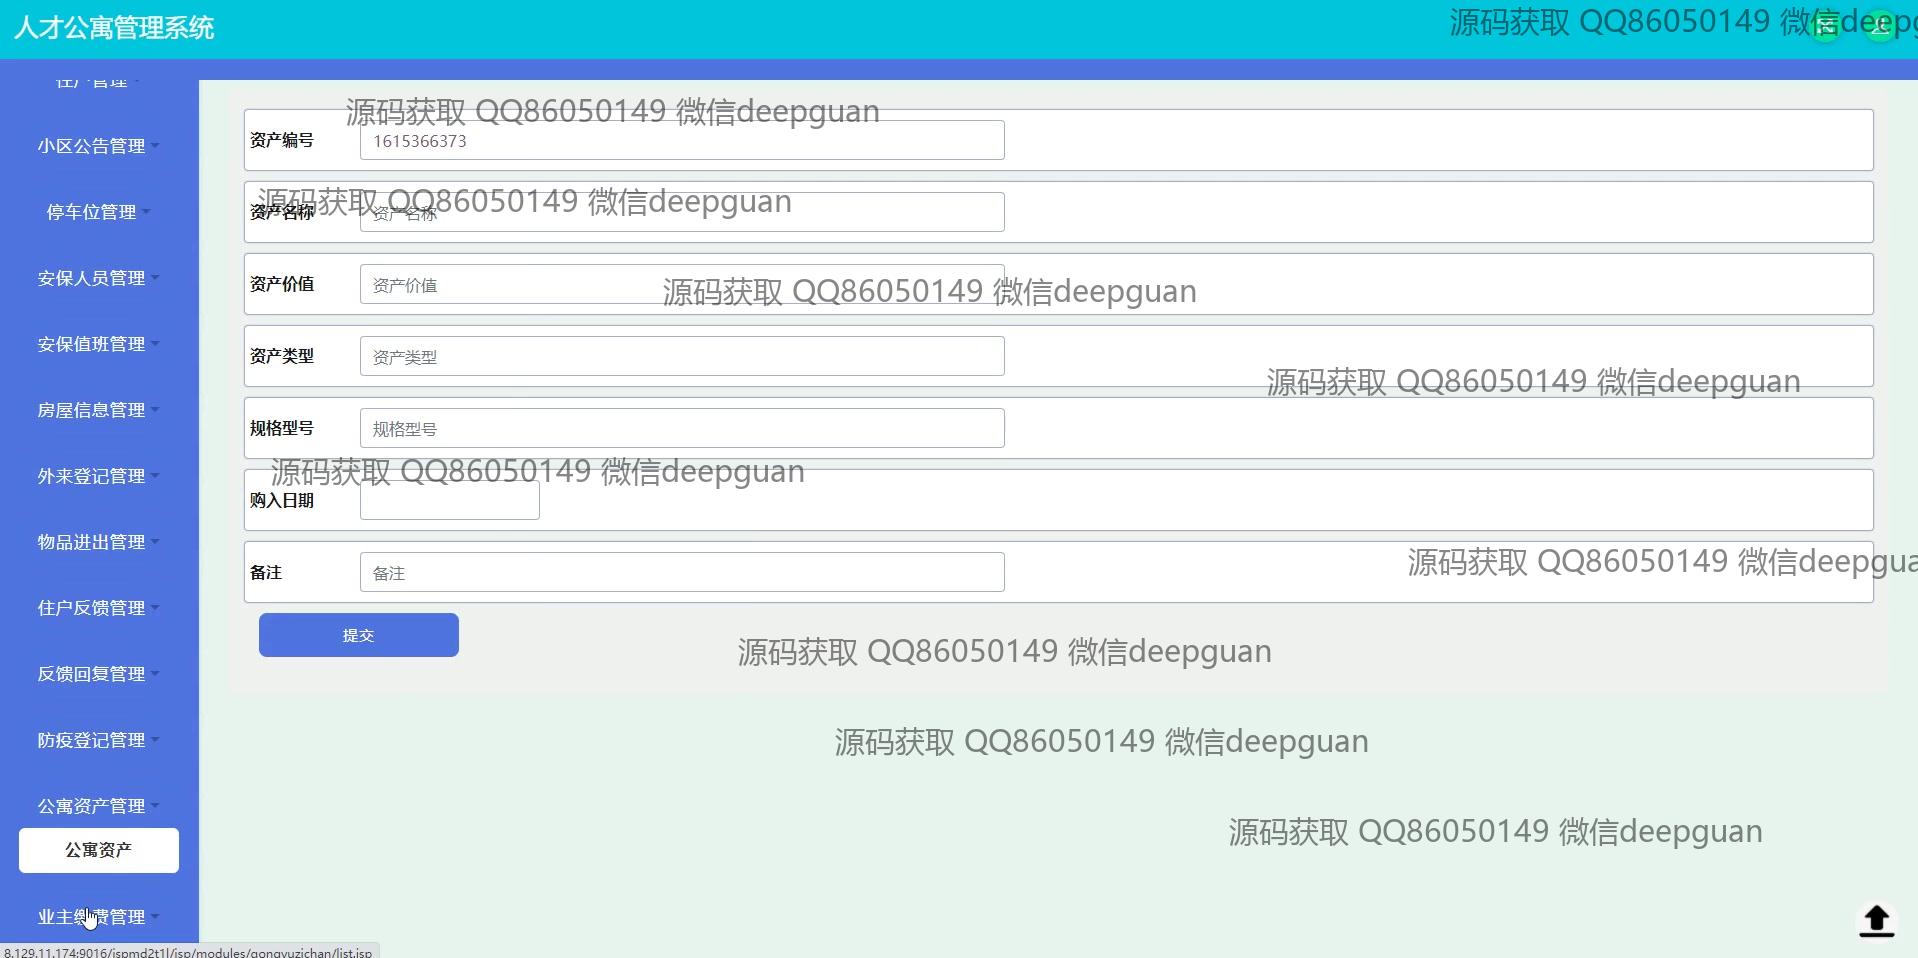 人才公寓管理系统
源码获取 QQ86050149 微信deepg
住户管理
源码获取 QQ86050149 微信deepguan
资产编号
1615366373
小区公告管理
源码获取 QQ86050149 微信deepguan
资产名称
资产名称
停车位管理
资产价值
资产价值
源码获取 QQ86050149 微信deepguan
安保人员管理
资产类型
资产类型
安保值班管理
源码获取 QQ86050149 微信deepguan
房屋信息管理
规格型号
规格型号
源码获取 QQ86050149 微信deepguan
外来登记管理
购入日期
物品进出管理
源码获取 QQ86050149 微信deepgua
备注
备注
住户反馈管理
提交
源码获取 QQ86050149 微信deepguan
反馈回复管理
防疫登记管理
源码获取 QQ86050149 微信deepguan
公寓资产管理
源码获取 QQ86050149 微信deepguan
公寓资产
业主缴费管理
8.129.11.174:9016/jspmd2t1l/jsp/modules/gongyuzichan/list.jsp